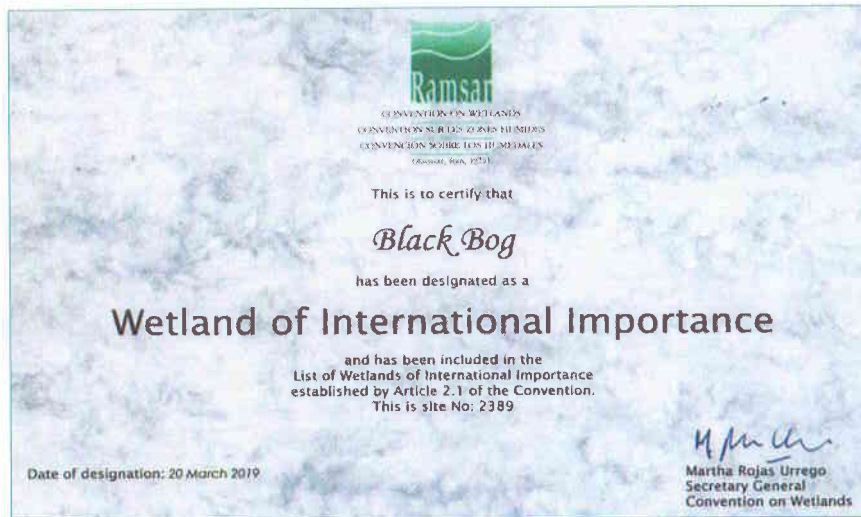 Ramsar
CONVENTION ON WETLANDS
CONVENTION SUR LES ZONES HUMIDES
CONVENCIÓN SOBRE LOS HUMEDALES
(Ramsar, Iran, 1971)
This is to certify that
Black Bog
has been designated as a
Wetland of International Importance
and has been included in the
List of Wetlands of International Importance
established by Article 2.1 of the Convention.
This is site No: 2389
Date of designation: 20 March 2019
Martha Rojas Urrego
Secretary General
Convention on Wetlands